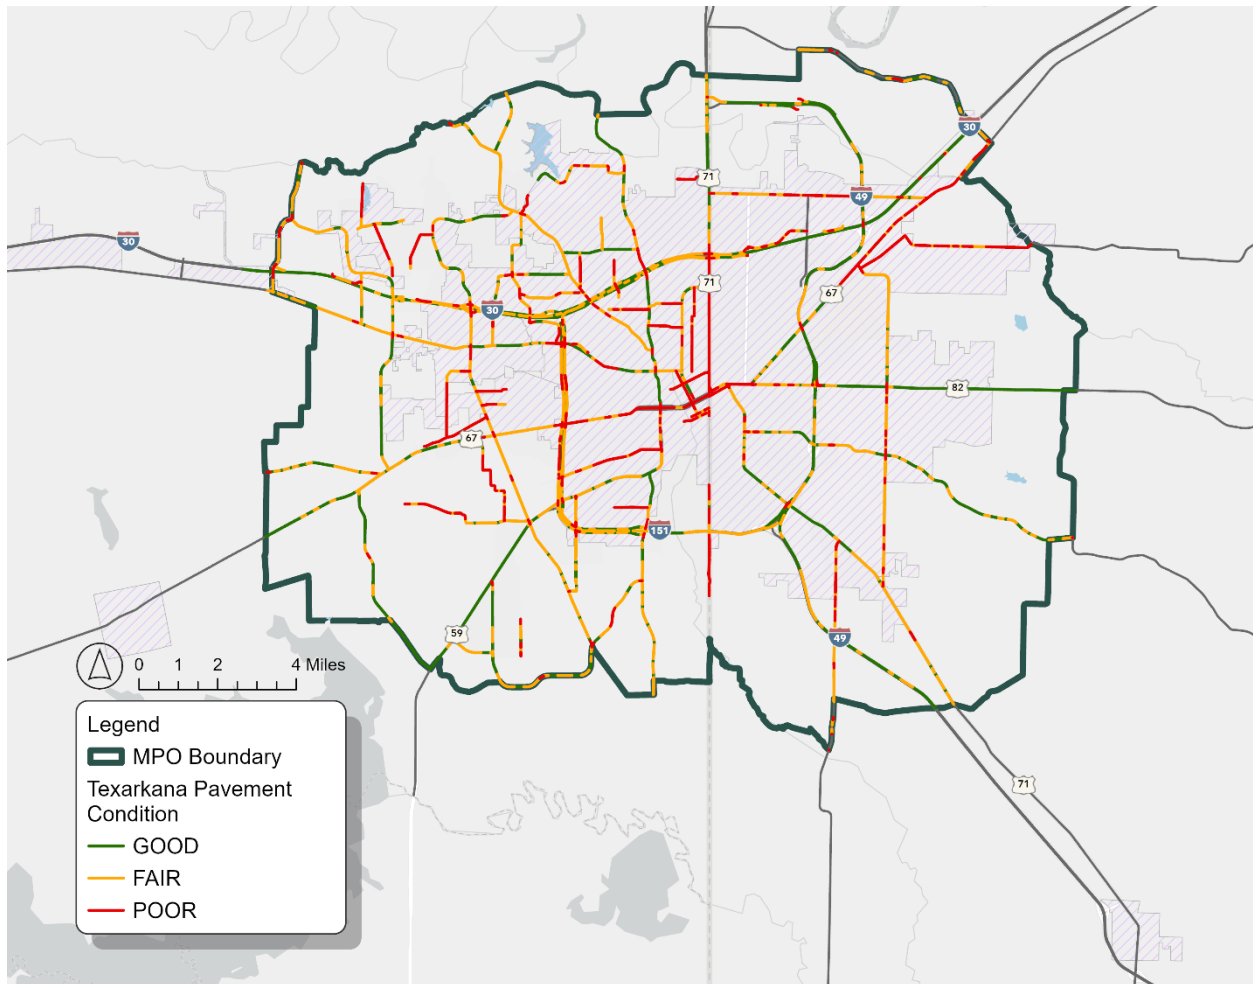 30
71
49
30
71
67
30
82
67
151
59
49
71
0 1 2 4 Miles
Legend
MPO Boundary
Texarkana Pavement
Condition
GOOD
FAIR
POOR